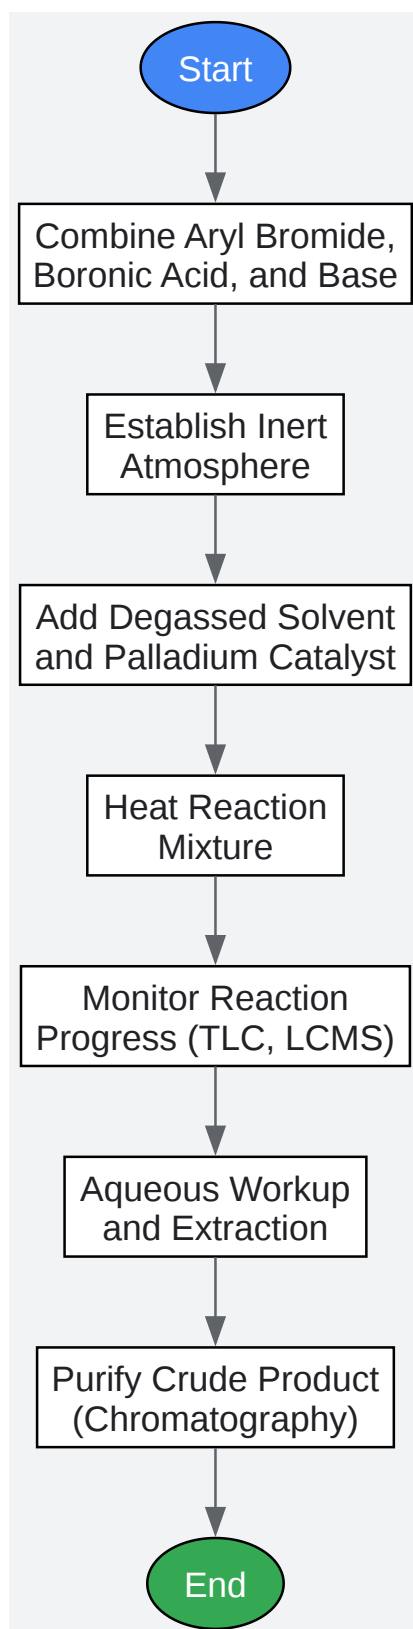 Start
Combine Aryl Bromide,
Boronic Acid, and Base
Establish Inert
Atmosphere
Add Degassed Solvent
and Palladium Catalyst
Heat Reaction
Mixture
Monitor Reaction
Progress (TLC, LCMS)
Aqueous Workup
and Extraction
Purify Crude Product
(Chromatography)
End